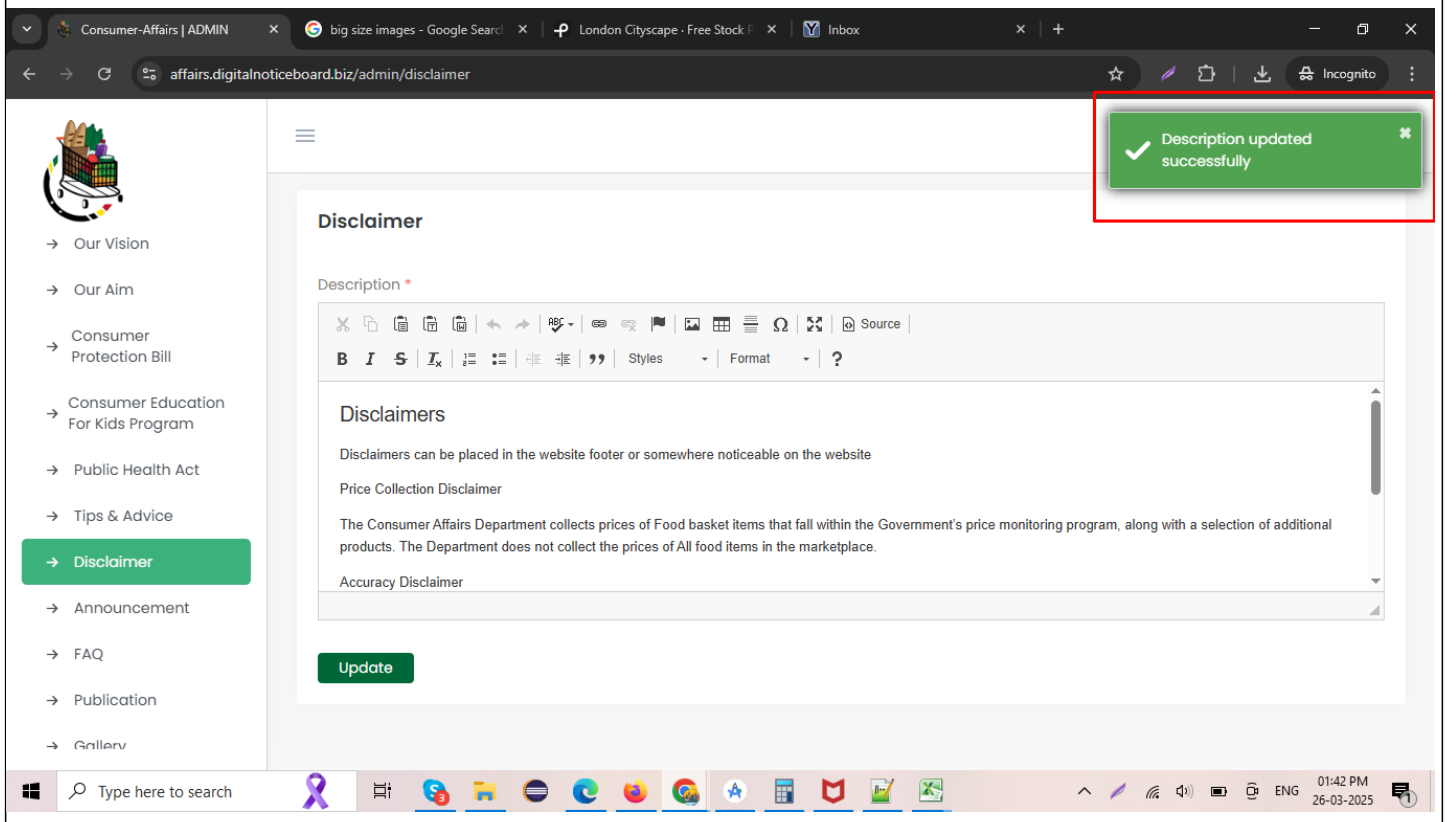 Consumer-Affairs | ADMIN
big size images - Google Search
London Cityscape · Free Stock P
Inbox
affairs.digitalnoticeboard.biz/admin/disclaimer
Incognito
Description updated
successfully
Our Vision
Our Aim
Consumer
Protection Bill
Consumer Education
For Kids Program
Public Health Act
Tips & Advice
Disclaimer
Announcement
FAQ
Publication
Gallery
Disclaimer
Description *
Source
B I S Ix Styles Format ?
Disclaimers
Disclaimers can be placed in the website footer or somewhere noticeable on the website
Price Collection Disclaimer
The Consumer Affairs Department collects prices of Food basket items that fall within the Government's price monitoring program, along with a selection of additional
products. The Department does not collect the prices of All food items in the marketplace.
Accuracy Disclaimer
Update
Type here to search
ENG
01:42 PM
26-03-2025